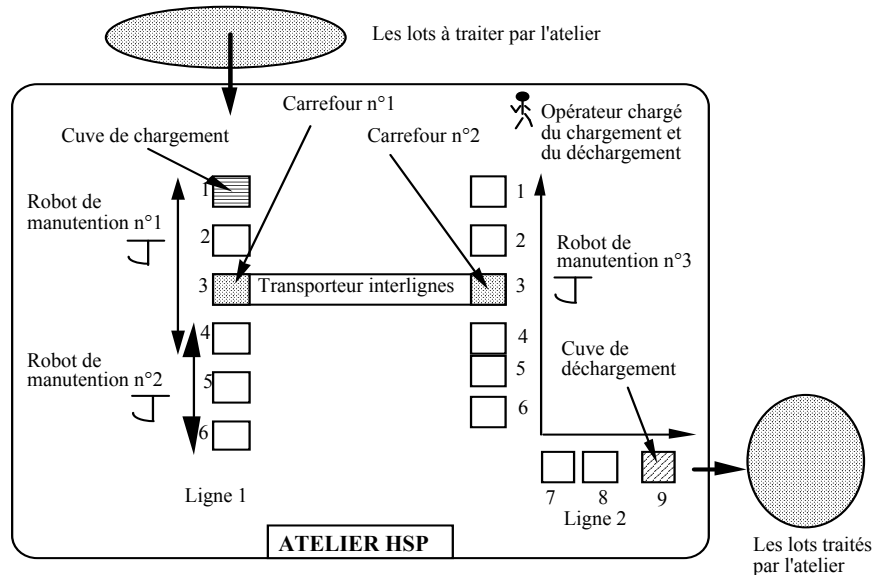 Les lots à traiter par l'atelier
Carrefour n°1
Cuve de chargement
Carrefour n°2
Opérateur chargé
du chargement et
du déchargement
Robot de
manutention n°1
1
2
3
4
5
6
Transporteur interlignes
1
2
3
4
5
6
Robot de
manutention n°3
Robot de
manutention n°2
Cuve de
déchargement
Ligne 1
7
8
9
Ligne 2
ATELIER HSP
Les lots traités
par l'atelier